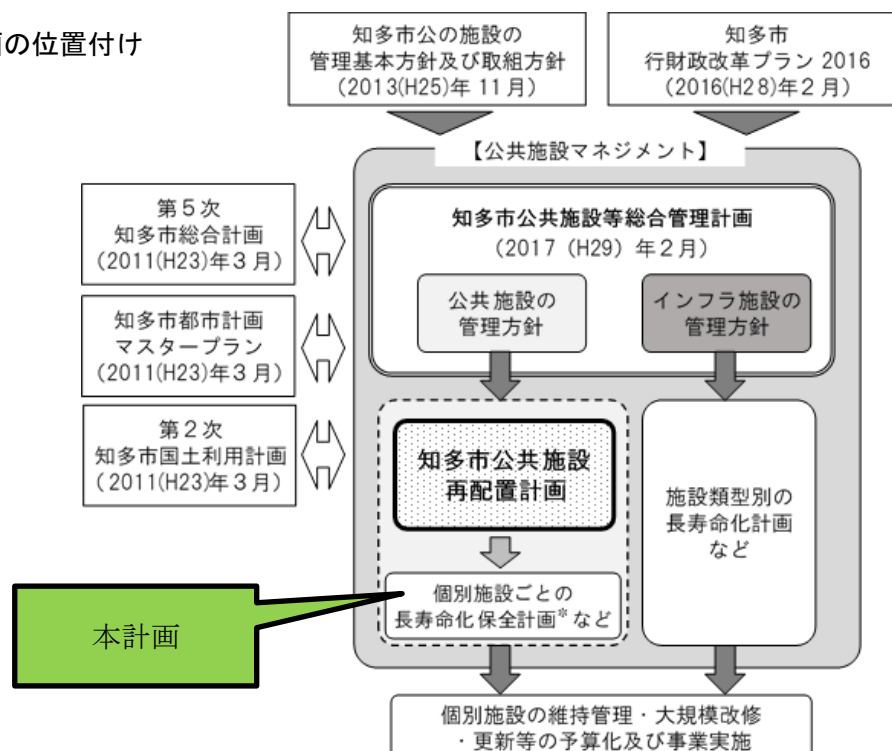 の位置付け
知多市公の施設の
管理基本方針及び取組方針
（2013(H25)年 11月）
知多市
行財政改革プラン 2016
（2016(H28)年２月）
【公共施設マネジメント】
第５次
知多市総合計画
（2011(H23)年３月）
知多市都市計画
マスタープラン
（2011(H23)年３月）
第２次
知多市国土利用計画
（2011(H23)年３月）
知多市公共施設等総合管理計画
（2017（H29）年２月）
公共施設の
管理方針
インフラ施設の
管理方針
知多市公共施設
再配置計画
施設類型別の
長寿命化計画
など
個別施設ごとの
長寿命化保全計画*など
本計画
個別施設の維持管理・大規模改修
・更新等の予算化及び事業実施